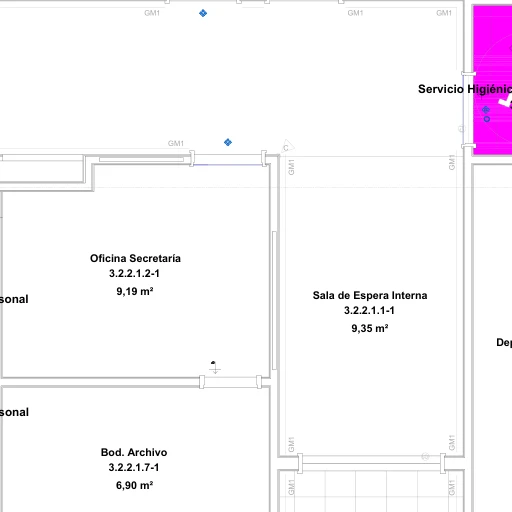 GM1
GM1
GM1
Servicio Higiénic
GM1
C
GM1
GM1
Oficina Secretaría
3.2.2.1.2-1
9,19 m²
sonal
Sala de Espera Interna
3.2.2.1.1-1
9,35 m²
Dep
sonal
GM1
GM1
Bod. Archivo
3.2.2.1.7-1
6,90 m²
GM1
GM1